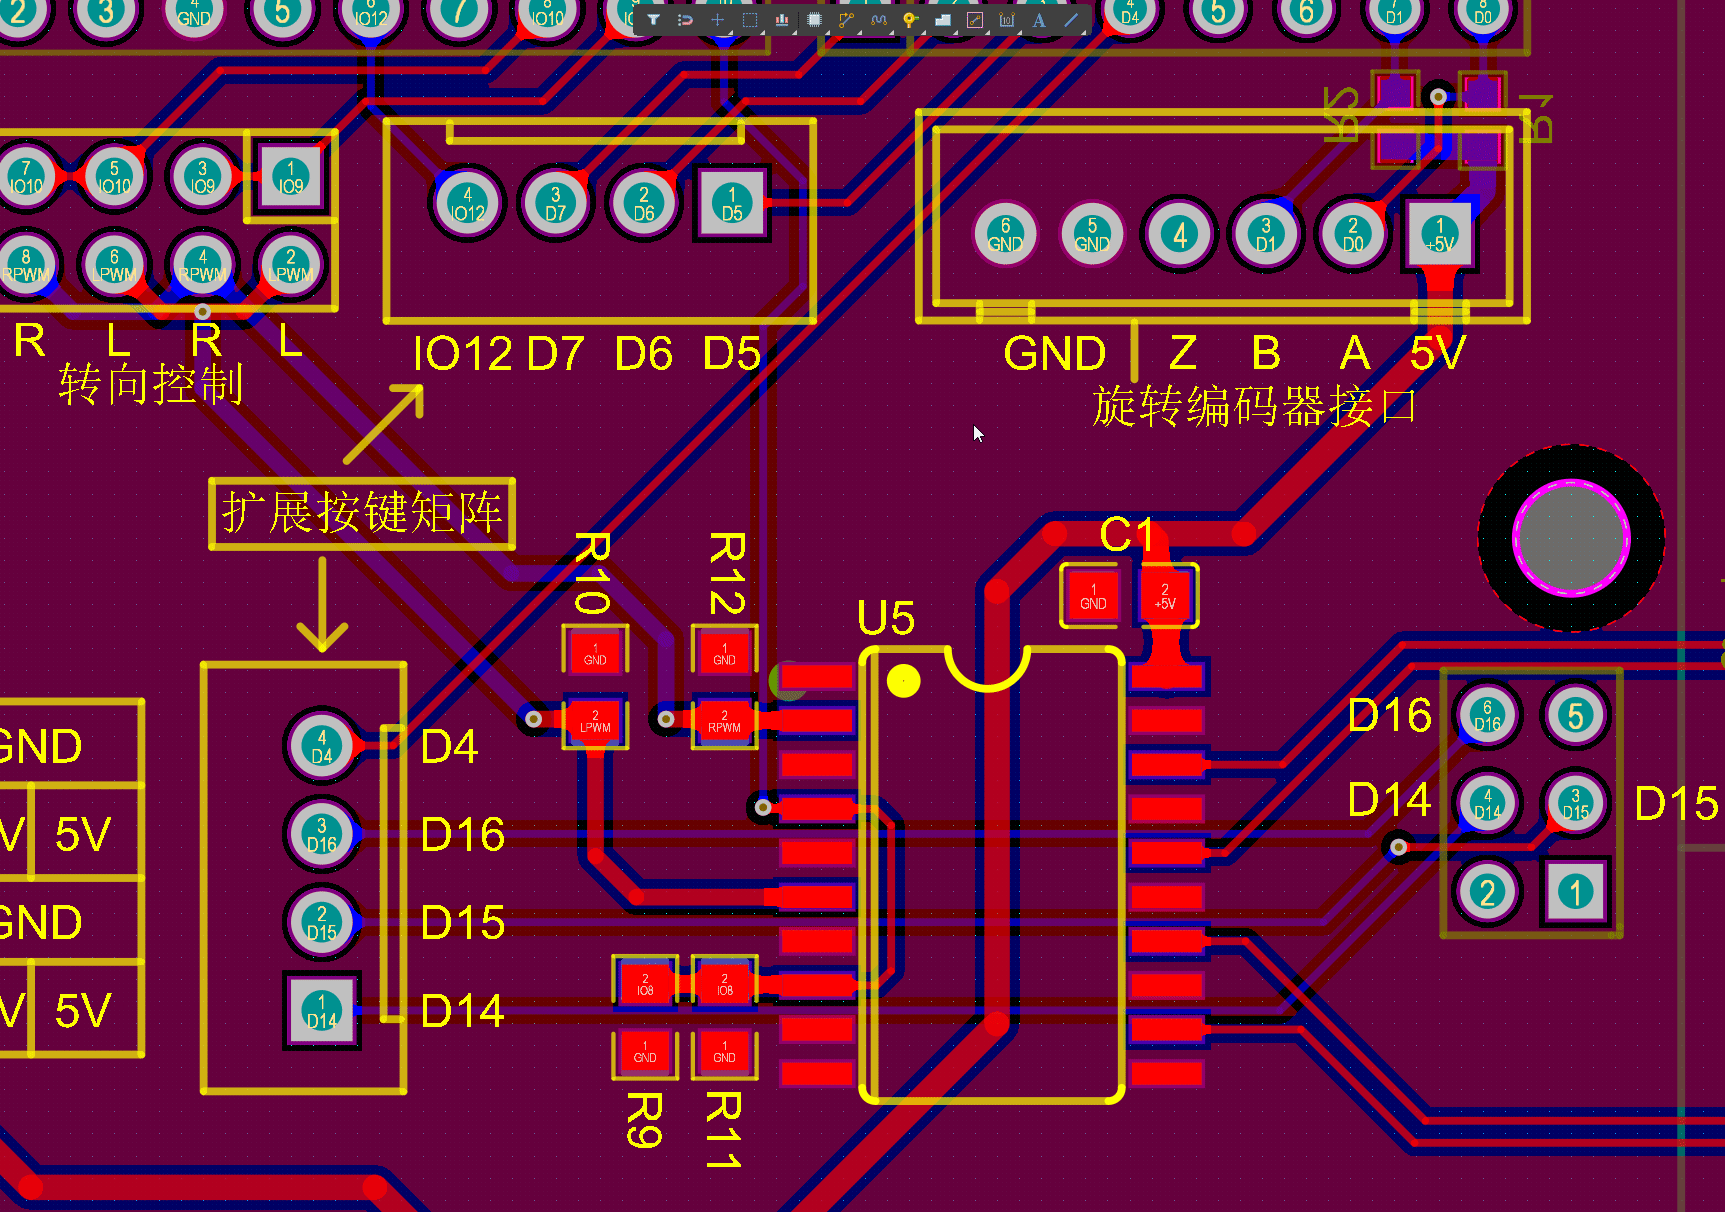 2 3 4 GND 5 6 IO12 7 8 IO10 4 D4 5 6 7 D1 8 D0
7 IO10 5 IO10 3 IO9 1 IO9
8 RPWM 6 LPWM 4 RPWM 2 LPWM
R L R L
转向控制
4 IO12 3 D7 2 D6 1 D5
IO12 D7 D6 D5
6 GND 5 GND 4 3 D1 2 D0 1 +5V
GND Z B A 5V
旋转编码器接口
扩展按键矩阵
R10 R12
C1
1 GND 2 +5V
U5
1 GND 1 GND
2 LPWM 2 RPWM
GND
V 5V
GND
V 5V
4 D4 D4
3 D16 D16
2 D15 D15
1 D14 D14
2 IO8 2 IO8
1 GND 1 GND
R9 R11
D16 6 D16 5
D14 4 D14 3 D15 D15
2 1